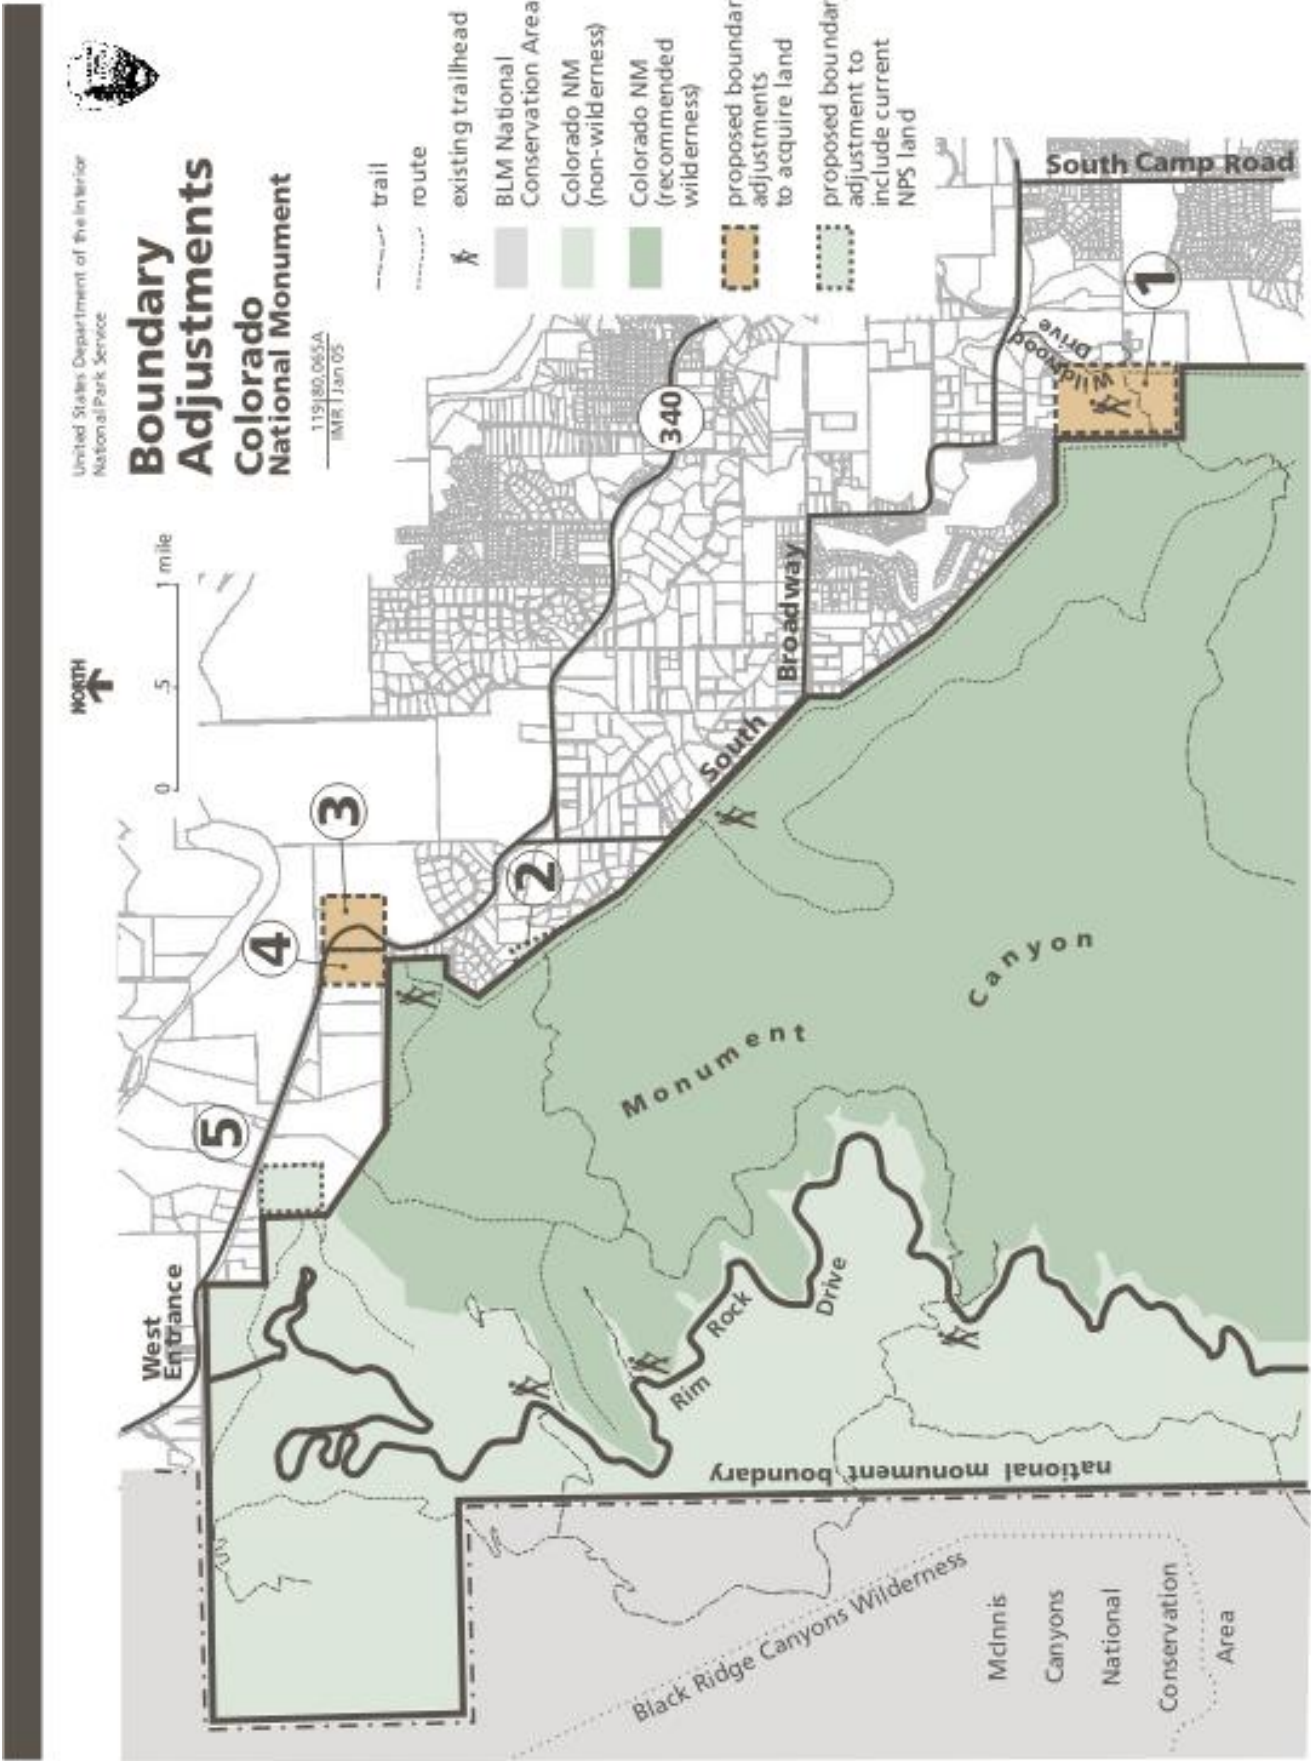 United States Department of the Interior
National Park Service
Boundary
Adjustments
Colorado
National Monument
119|80,065A
IMR | Jan 05
NORTH
0 .5 1 mile
trail
route
existing trailhead
BLM National
Conservation Area
Colorado NM
(non-wilderness)
Colorado NM
(recommended
wilderness)
proposed boundar
adjustments
to acquire land
proposed boundar
adjustment to
include current
NPS land
West
Entrance
5
4
3
2
340
South
Broadway
Wildwood
Drive
1
South Camp Road
Monument
Canyon
Rim
Rock
Drive
national monument boundary
Black Ridge Canyons Wilderness
McInnis
Canyons
National
Conservation
Area